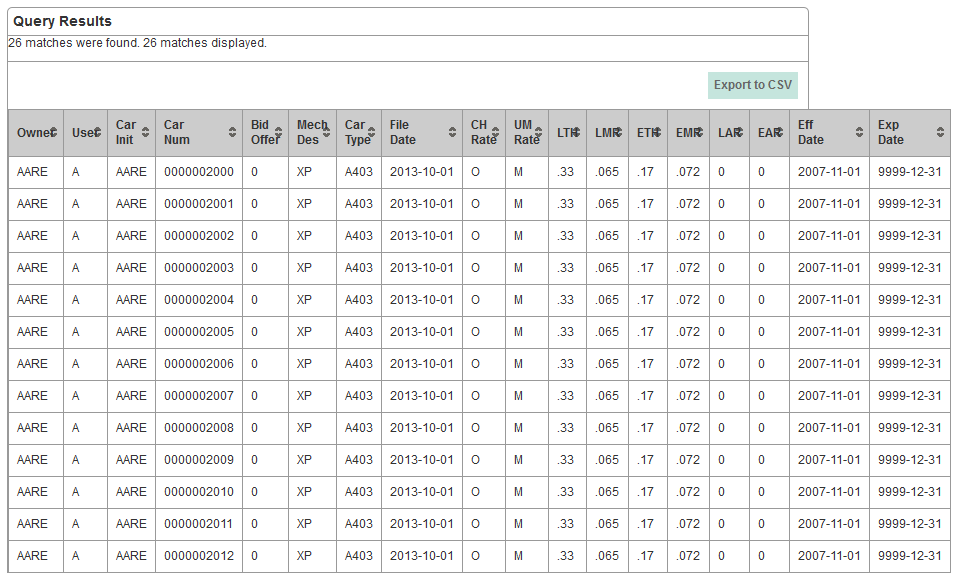 Query Results
26 matches were found. 26 matches displayed.
Export to CSV
Owner User Car Init Car Num Bid Offer Mech Des Car Type File Date CH Rate UM Rate LTH LMR ETH EMR LAR EAR Eff Date Exp Date
AARE A AARE 0000002000 0 XP A403 2013-10-01 O M .33 .065 .17 .072 0 0 2007-11-01 9999-12-31
AARE A AARE 0000002001 0 XP A403 2013-10-01 O M .33 .065 .17 .072 0 0 2007-11-01 9999-12-31
AARE A AARE 0000002002 0 XP A403 2013-10-01 O M .33 .065 .17 .072 0 0 2007-11-01 9999-12-31
AARE A AARE 0000002003 0 XP A403 2013-10-01 O M .33 .065 .17 .072 0 0 2007-11-01 9999-12-31
AARE A AARE 0000002004 0 XP A403 2013-10-01 O M .33 .065 .17 .072 0 0 2007-11-01 9999-12-31
AARE A AARE 0000002005 0 XP A403 2013-10-01 O M .33 .065 .17 .072 0 0 2007-11-01 9999-12-31
AARE A AARE 0000002006 0 XP A403 2013-10-01 O M .33 .065 .17 .072 0 0 2007-11-01 9999-12-31
AARE A AARE 0000002007 0 XP A403 2013-10-01 O M .33 .065 .17 .072 0 0 2007-11-01 9999-12-31
AARE A AARE 0000002008 0 XP A403 2013-10-01 O M .33 .065 .17 .072 0 0 2007-11-01 9999-12-31
AARE A AARE 0000002009 0 XP A403 2013-10-01 O M .33 .065 .17 .072 0 0 2007-11-01 9999-12-31
AARE A AARE 0000002010 0 XP A403 2013-10-01 O M .33 .065 .17 .072 0 0 2007-11-01 9999-12-31
AARE A AARE 0000002011 0 XP A403 2013-10-01 O M .33 .065 .17 .072 0 0 2007-11-01 9999-12-31
AARE A AARE 0000002012 0 XP A403 2013-10-01 O M .33 .065 .17 .072 0 0 2007-11-01 9999-12-31